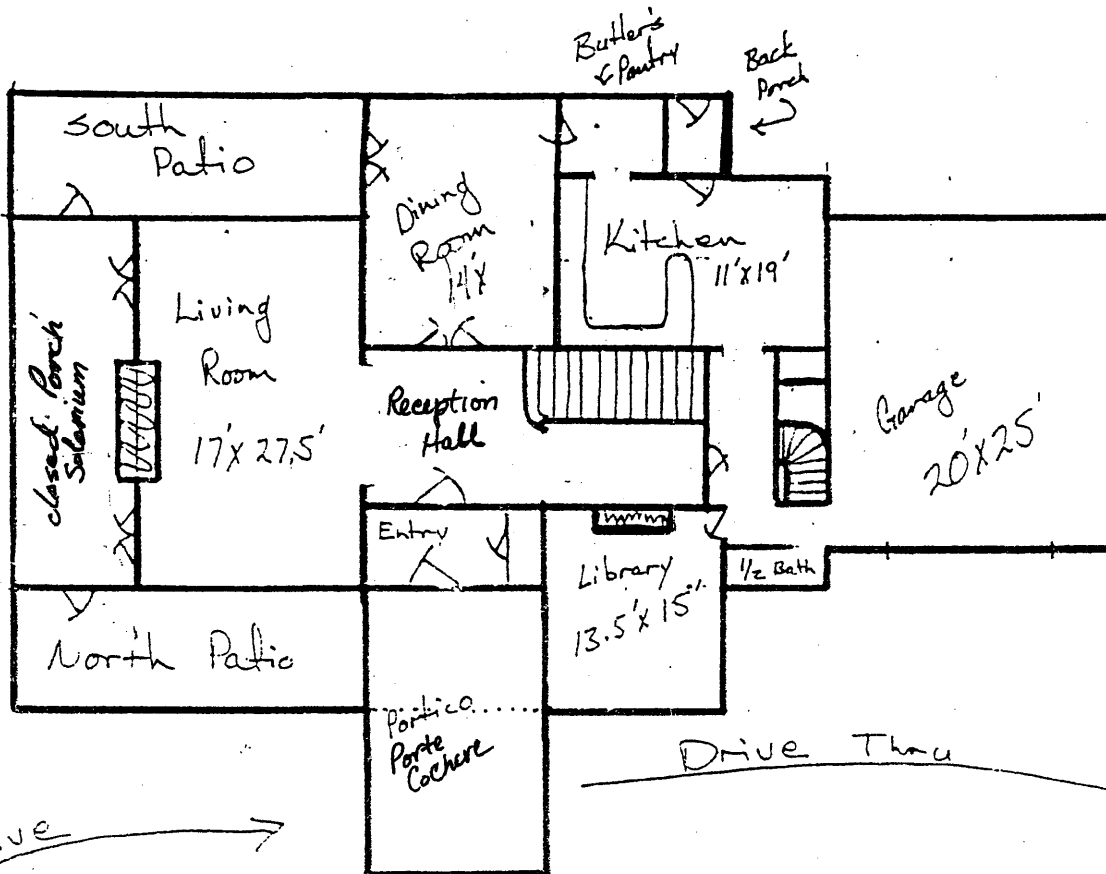 Butler's
Pantry
Back
Porch
South
Patio
Dining
Room
14'X
Kitchen
11'X19'
closed Porch
Solarium
Living
Room
17'X 27.5'
Reception
Hall
Garage
20'X25'
Entry
Library
13.5'X 15'
1/2 Bath
North Patio
Portico
Porte
Cochere
Drive Thru